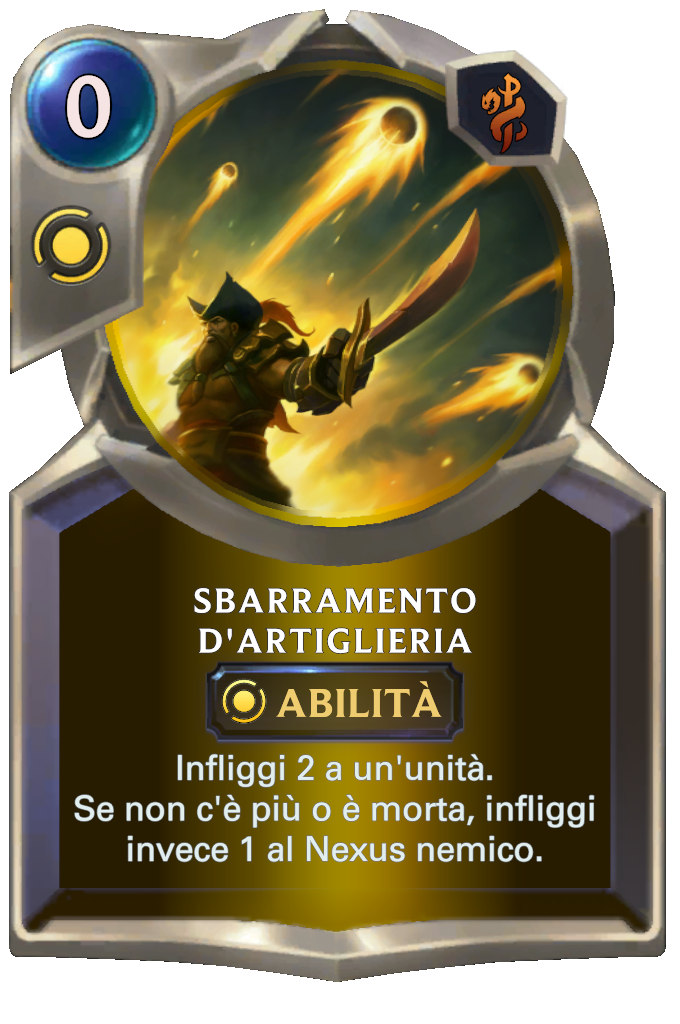 0
SBARRAMENTO
D'ARTIGLIERIA
ABILITÀ
Infliggi 2 a un'unità.
Se non c'è più o è morta, infliggi
invece 1 al Nexus nemico.